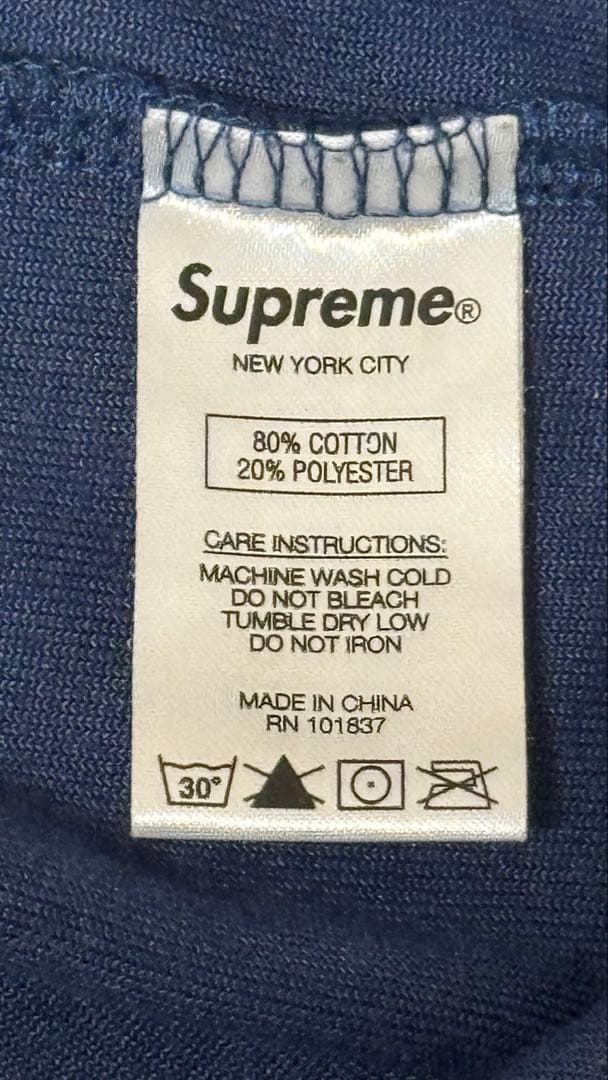 Supreme®
NEW YORK CITY
80% COTTON
20% POLYESTER
CARE INSTRUCTIONS:
MACHINE WASH COLD
DO NOT BLEACH
TUMBLE DRY LOW
DO NOT IRON
MADE IN CHINA
RN 101837
30°